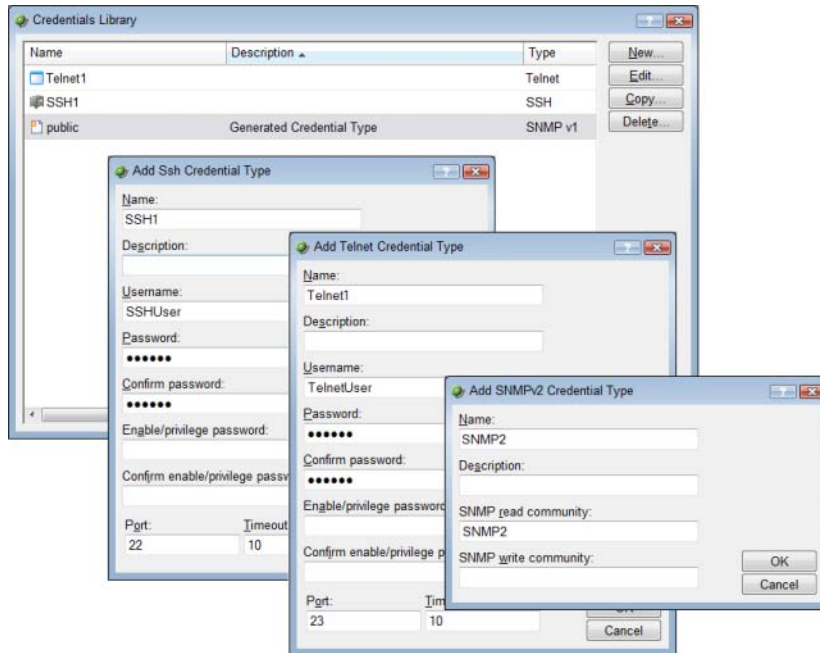 Credentials Library
Name Description Type
Telnet1 Telnet
SSH1 SSH
public Generated Credential Type SNMP v1
New...
Edit...
Copy...
Delete...
Add Ssh Credential Type
Name:
SSH1
Description:
Username:
SSHUser
Password:
••••••
Confirm password:
••••••
Enable/privilege password:
Confirm enable/privilege passw
Port: Timeout
22 10
Add Telnet Credential Type
Name:
Telnet1
Description:
Username:
TelnetUser
Password:
••••••
Confirm password:
••••••
Enable/privilege password
Confirm enable/privilege p
Port: Tim
23 10
Cancel
Add SNMPv2 Credential Type
Name:
SNMP2
Description:
SNMP read community:
SNMP2
SNMP write community:
OK
Cancel